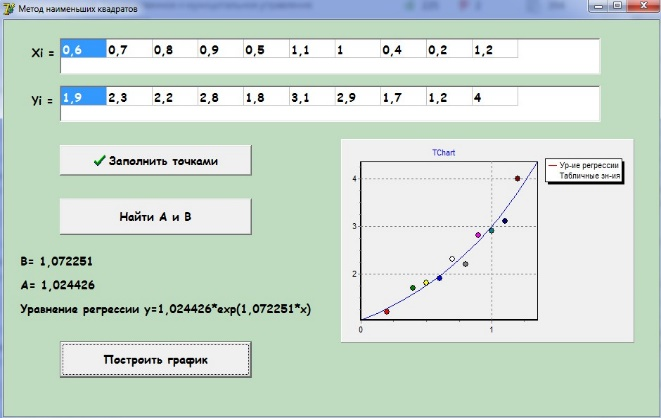 Метод наименьших квадратов
Xi = 0,6 0,7 0,8 0,9 0,5 1,1 1 0,4 0,2 1,2
Yi = 1,9 2,3 2,2 2,8 1,8 3,1 2,9 1,7 1,2 4
Заполнить точками
Найти A и B
B= 1,072251
A= 1,024426
Уравнение регрессии y=1,024426*exp(1,072251*x)
Построить график
TChart
4
3
2
0 1
Ур-ие регрессии
Табличные зн-ия